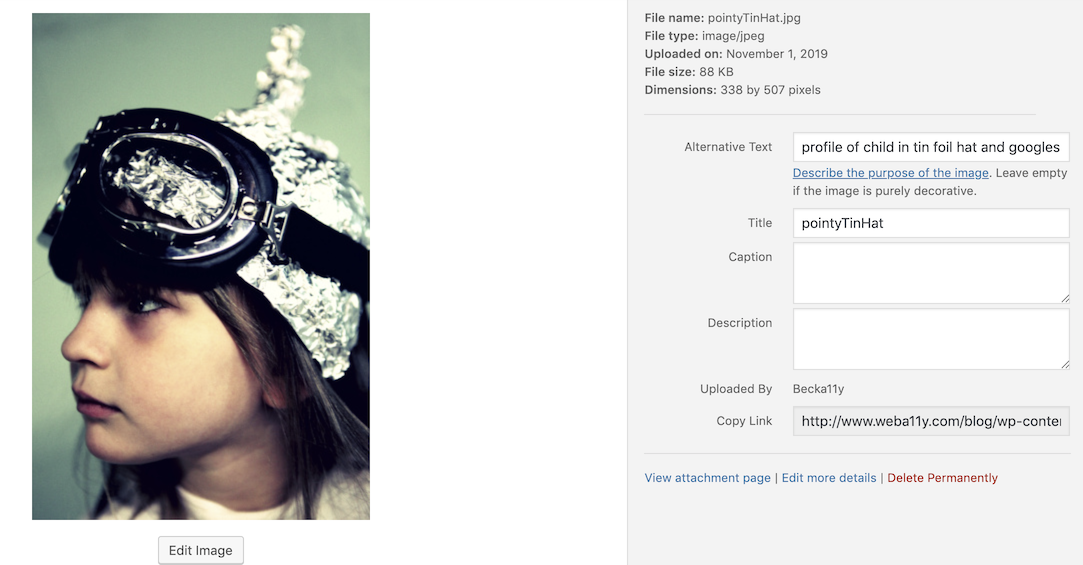 File name: pointyTinHat.jpg
File type: image/jpeg
Uploaded on: November 1, 2019
File size: 88 KB
Dimensions: 338 by 507 pixels
Alternative Text
profile of child in tin foil hat and googles
Describe the purpose of the image. Leave empty
if the image is purely decorative.
Title
pointyTinHat
Caption
Description
Uploaded By
Becka11y
Copy Link
http://www.weba11y.com/blog/wp-conte
View attachment page | Edit more details | Delete Permanently
Edit Image